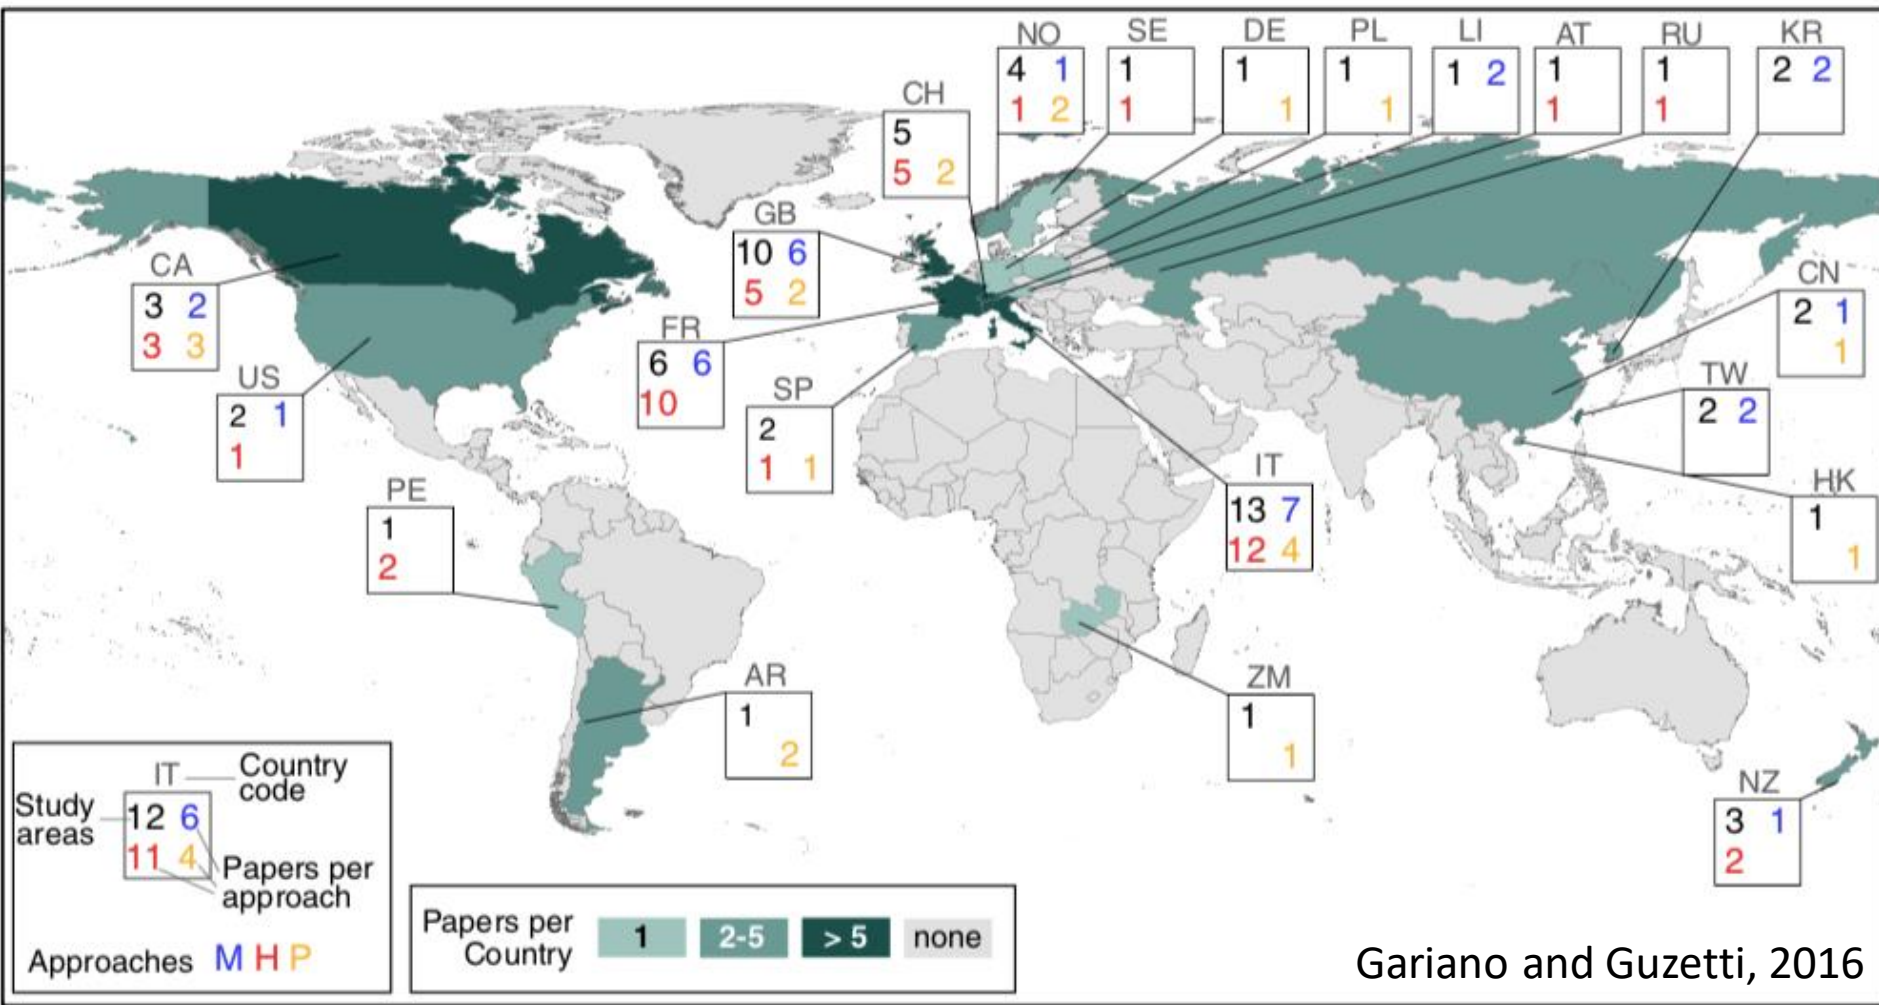 NO
4 1
1 2
SE
1
1
DE
1
1
PL
1
1
LI
1 2
AT
1
1
RU
1
1
KR
2 2
CH
5
5 2
GB
10 6
5 2
CA
3 2
3 3
FR
6 6
10
US
2 1
1
SP
2
1 1
CN
2 1
1
TW
2 2
IT
13 7
12 4
HK
1
1
PE
1
2
AR
1
2
ZM
1
1
NZ
3 1
2
IT
Country
code
Study
areas
12 6
11 4
Papers per
approach
Approaches M H P
Papers per
Country
1
2-5
> 5
none
Gariano and Guzetti, 2016